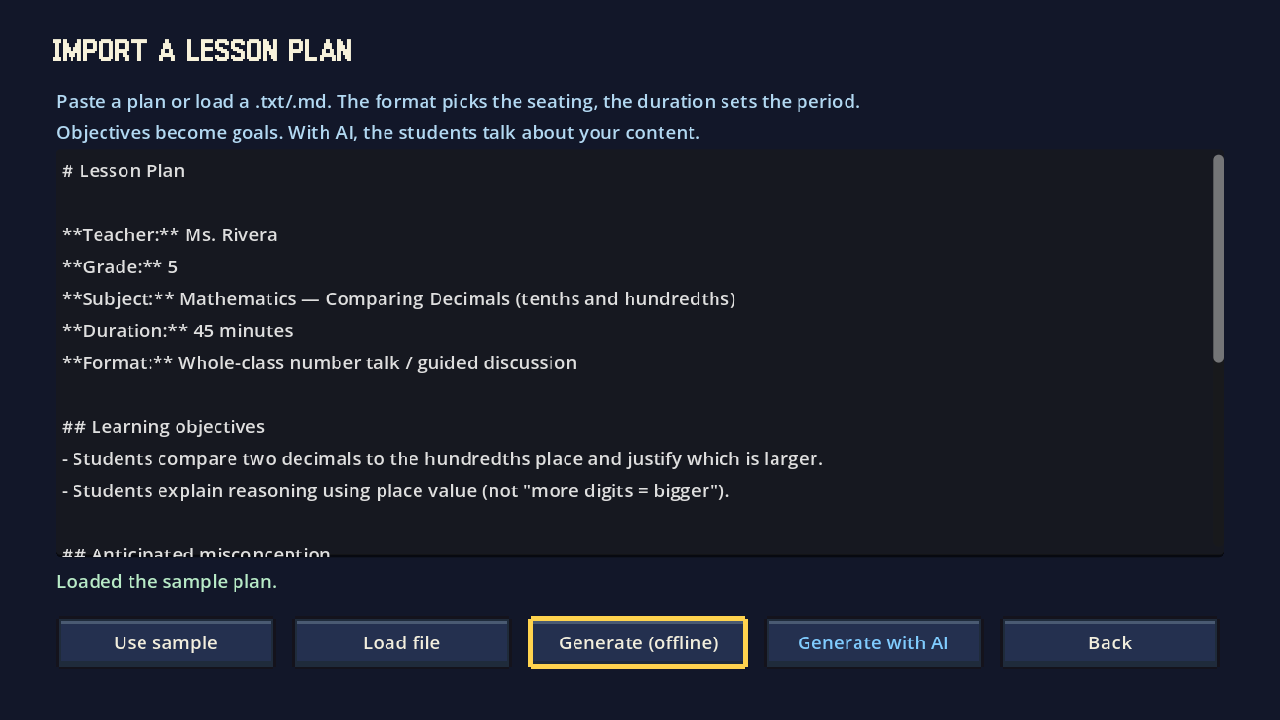 IMPORT A LESSON PLAN
Paste a plan or load a .txt/.md. The format picks the seating, the duration sets the period.
Objectives become goals. With AI, the students talk about your content.
# Lesson Plan
**Teacher:** Ms. Rivera
**Grade:** 5
**Subject:** Mathematics — Comparing Decimals (tenths and hundredths)
**Duration:** 45 minutes
**Format:** Whole-class number talk / guided discussion
## Learning objectives
- Students compare two decimals to the hundredths place and justify which is larger.
- Students explain reasoning using place value (not "more digits = bigger").
## Anticipated misconception
Loaded the sample plan.
Use sample
Load file
Generate (offline)
Generate with AI
Back